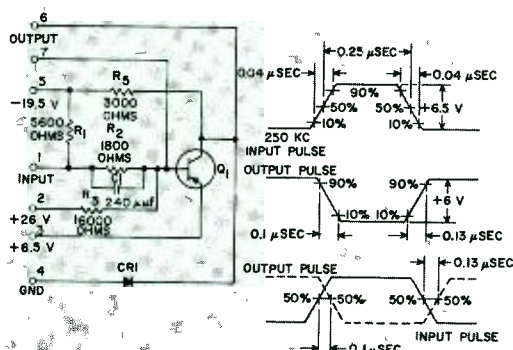 6
OUTPUT
7
5
R5
-19.5 V
3000
OHMS
5600
OHMS
R1
R2
1800
OHMS
1
INPUT
C1
Q1
240 μμf
2
R3
+26 V
16000
OHMS
3
+6.5 V
4
CR1
GND
0.25 μSEC
0.04 μSEC
0.04 μSEC
90%
50%
50%
+6.5 V
10%
10%
250 KC
INPUT PULSE
OUTPUT PULSE
90%
90%
+6 V
10%
10%
0.1 μSEC
0.13 μSEC
0.13 μSEC
OUTPUT PULSE
50%
50%
50%
50%
INPUT PULSE
0.1 μSEC